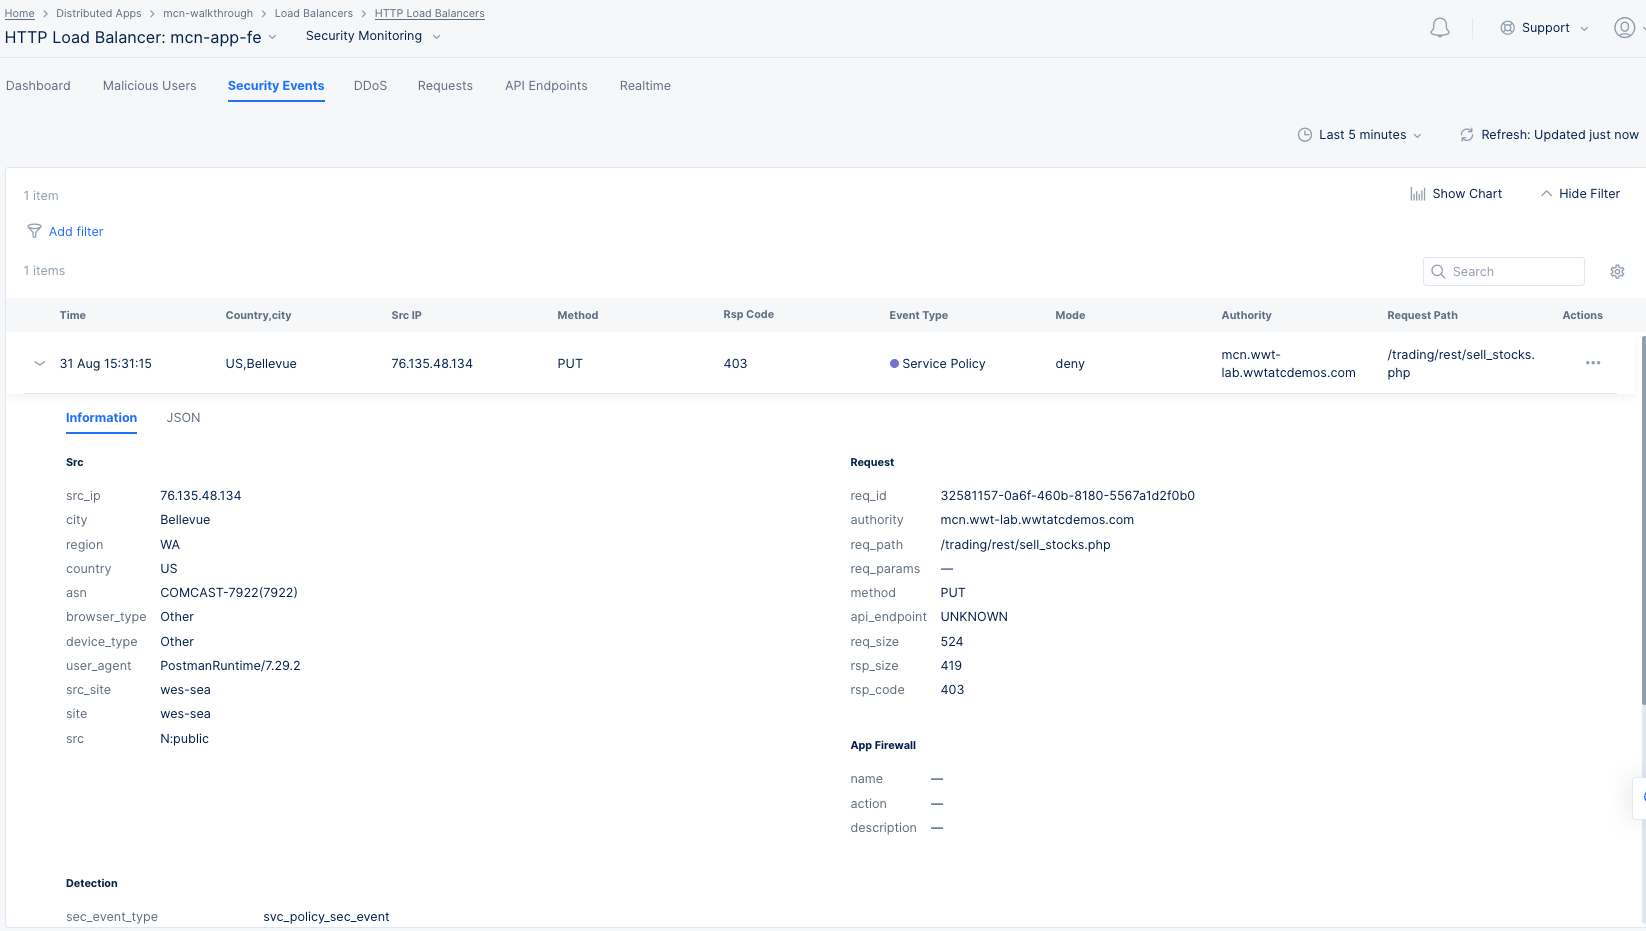 Home > Distributed Apps > mcn-walkthrough > Load Balancers > HTTP Load Balancers
HTTP Load Balancer: mcn-app-fe Security Monitoring
Support
Dashboard Malicious Users Security Events DDoS Requests API Endpoints Realtime
Last 5 minutes Refresh: Updated just now
1 item
Show Chart Hide Filter
Add filter
1 items
Search
Time Country,city Src IP Method Rsp Code Event Type Mode Authority Request Path Actions
31 Aug 15:31:15 US,Bellevue 76.135.48.134 PUT 403 Service Policy deny mcn.wwt- /trading/rest/sell_stocks. ...
lab.wwtatcdemos.com php
Information JSON
Src
src_ip 76.135.48.134
city Bellevue
region WA
country US
asn COMCAST-7922(7922)
browser_type Other
device_type Other
user_agent PostmanRuntime/7.29.2
src_site wes-sea
site wes-sea
src N:public
Request
req_id 32581157-0a6f-460b-8180-5567a1d2f0b0
authority mcn.wwt-lab.wwtatcdemos.com
req_path /trading/rest/sell_stocks.php
req_params —
method PUT
api_endpoint UNKNOWN
req_size 524
rsp_size 419
rsp_code 403
App Firewall
name —
action —
description —
Detection
sec_event_type svc_policy_sec_event